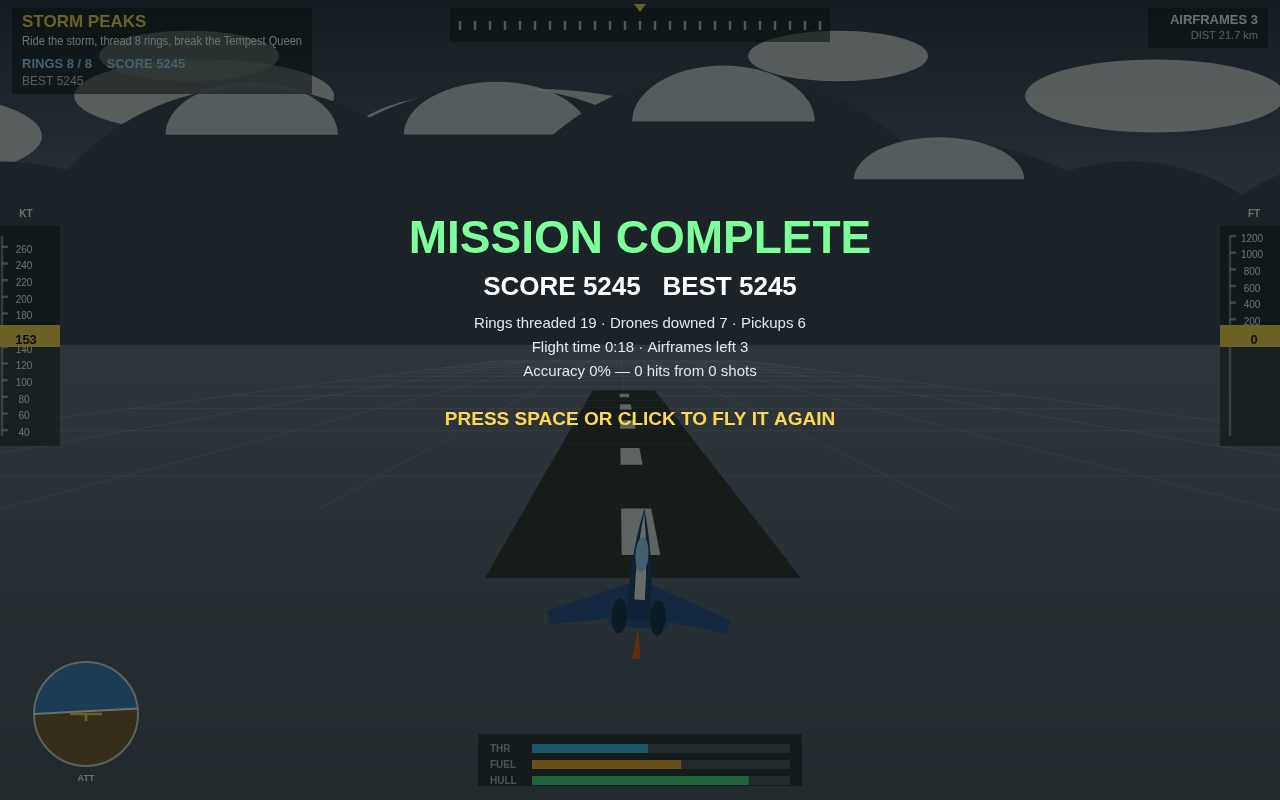 STORM PEAKS
Ride the storm, thread 8 rings, break the Tempest Queen
RINGS 8 / 8 SCORE 5245
BEST 5245
AIRFRAMES 3
DIST 21.7 km
KT
260
240
220
200
180
153
140
120
100
80
60
40
FT
1200
1000
800
600
400
200
0
MISSION COMPLETE
SCORE 5245 BEST 5245
Rings threaded 19 · Drones downed 7 · Pickups 6
Flight time 0:18 · Airframes left 3
Accuracy 0% — 0 hits from 0 shots
PRESS SPACE OR CLICK TO FLY IT AGAIN
ATT
THR
FUEL
HULL